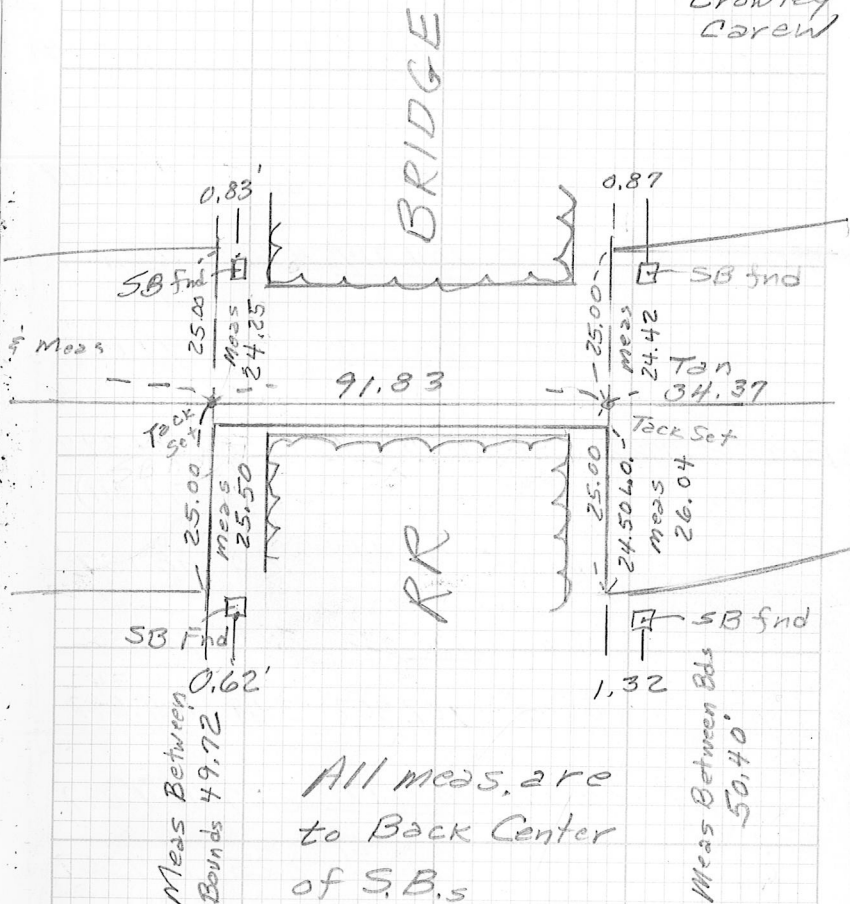 Crowley
Carew
BRIDGE
0.83'
0.87
SB fnd
SB fnd
25.00
Meas
24.25
25.00
Meas
24.42
Meas
Tan
34.37
91.83
Tack
Set
Tack Set
25.00
Meas
25.50
25.00
24.50 L.O.
Meas
26.04
RR
SB Fnd
SB fnd
0.62'
1.32
Meas Between
Bounds 49.72
Meas Between Bds
50.40'
All meas. are
to Back Center
of S.B.s